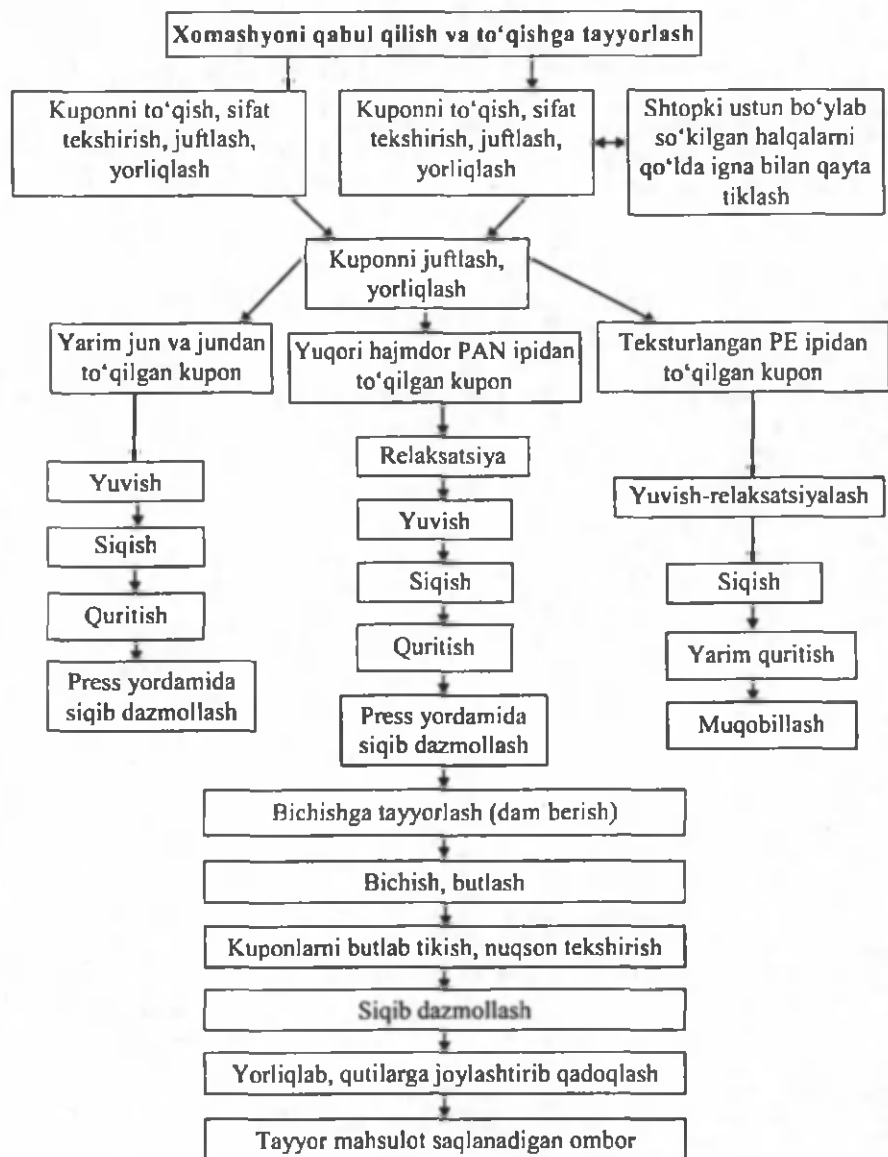 Xomashyoni qabul qilish va to‘qishga tayyorlash
Kuponni to‘qish, sifat
tekshirish, juftlash,
yorliqlash
Kuponni to‘qish, sifat
tekshirish, juftlash,
yorliqlash
Shtopki ustun bo‘ylab
so‘kilgan halqalarni
qo‘lda igna bilan qayta
tiklash
Kuponni juftlash,
yorliqlash
Yarim jun va jundan
to‘qilgan kupon
Yuqori hajmdor PAN ipidan
to‘qilgan kupon
Teksturlangan PE ipidan
to‘qilgan kupon
Yuvish
Siqish
Quritish
Press yordamida
siqib dazmollash
Relaksatsiya
Yuvish
Siqish
Quritish
Press yordamida
siqib dazmollash
Yuvish-relaksatsiyalash
Siqish
Yarim quritish
Muqobillash
Bichishga tayyorlash (dam berish)
Bichish, butlash
Kuponlarni butlab tikish, nuqson tekshirish
Siqib dazmollash
Yorliqlab, qutilarga joylashtirib qadoqlash
Tayyor mahsulot saqlanadigan ombor